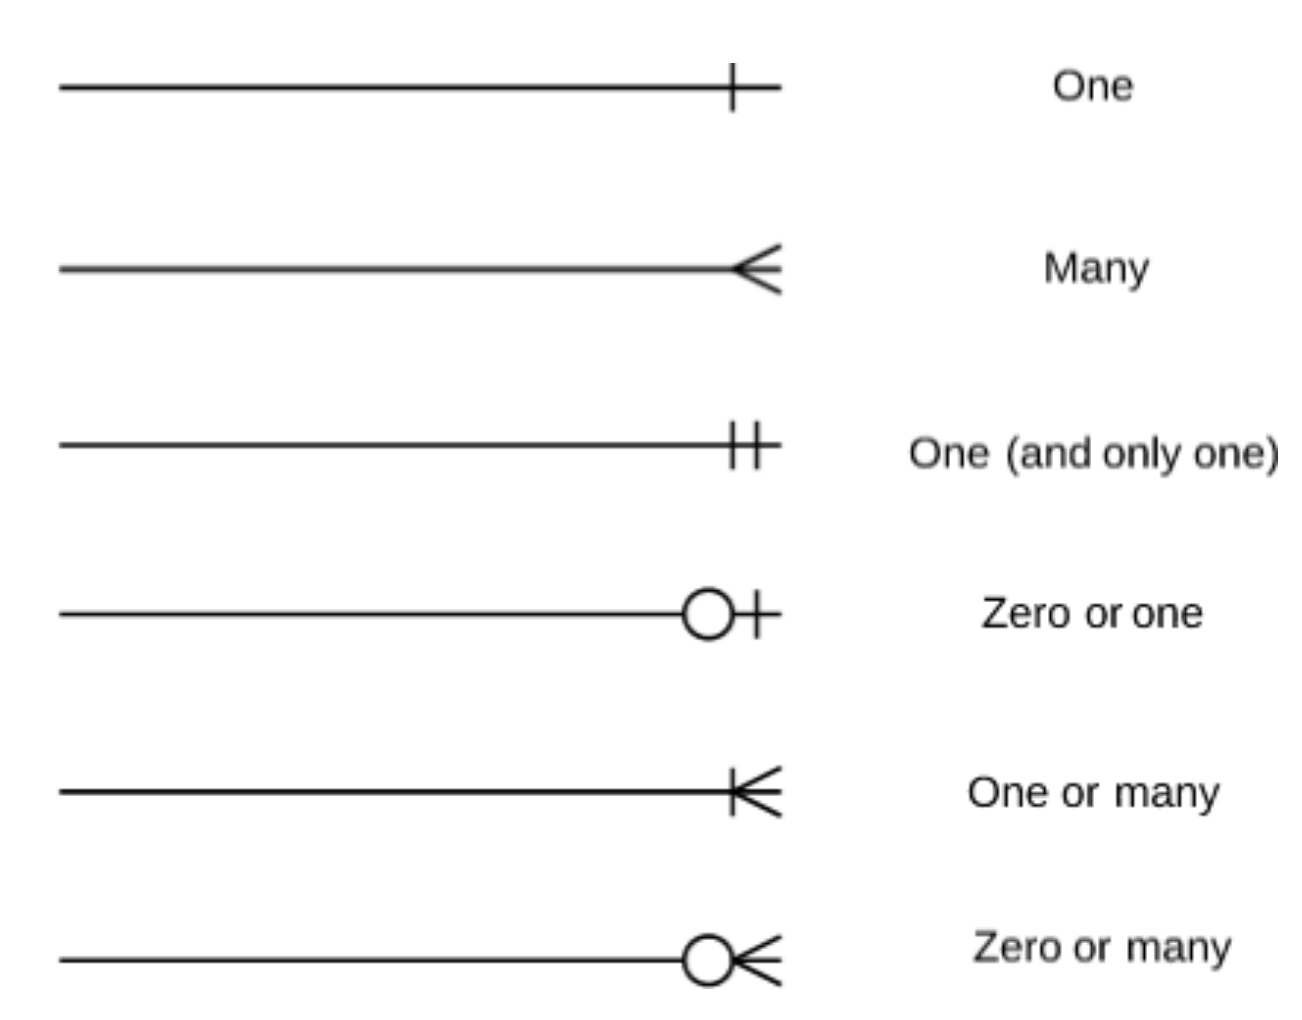 One
Many
One (and only one)
Zero or one
One or many
Zero or many